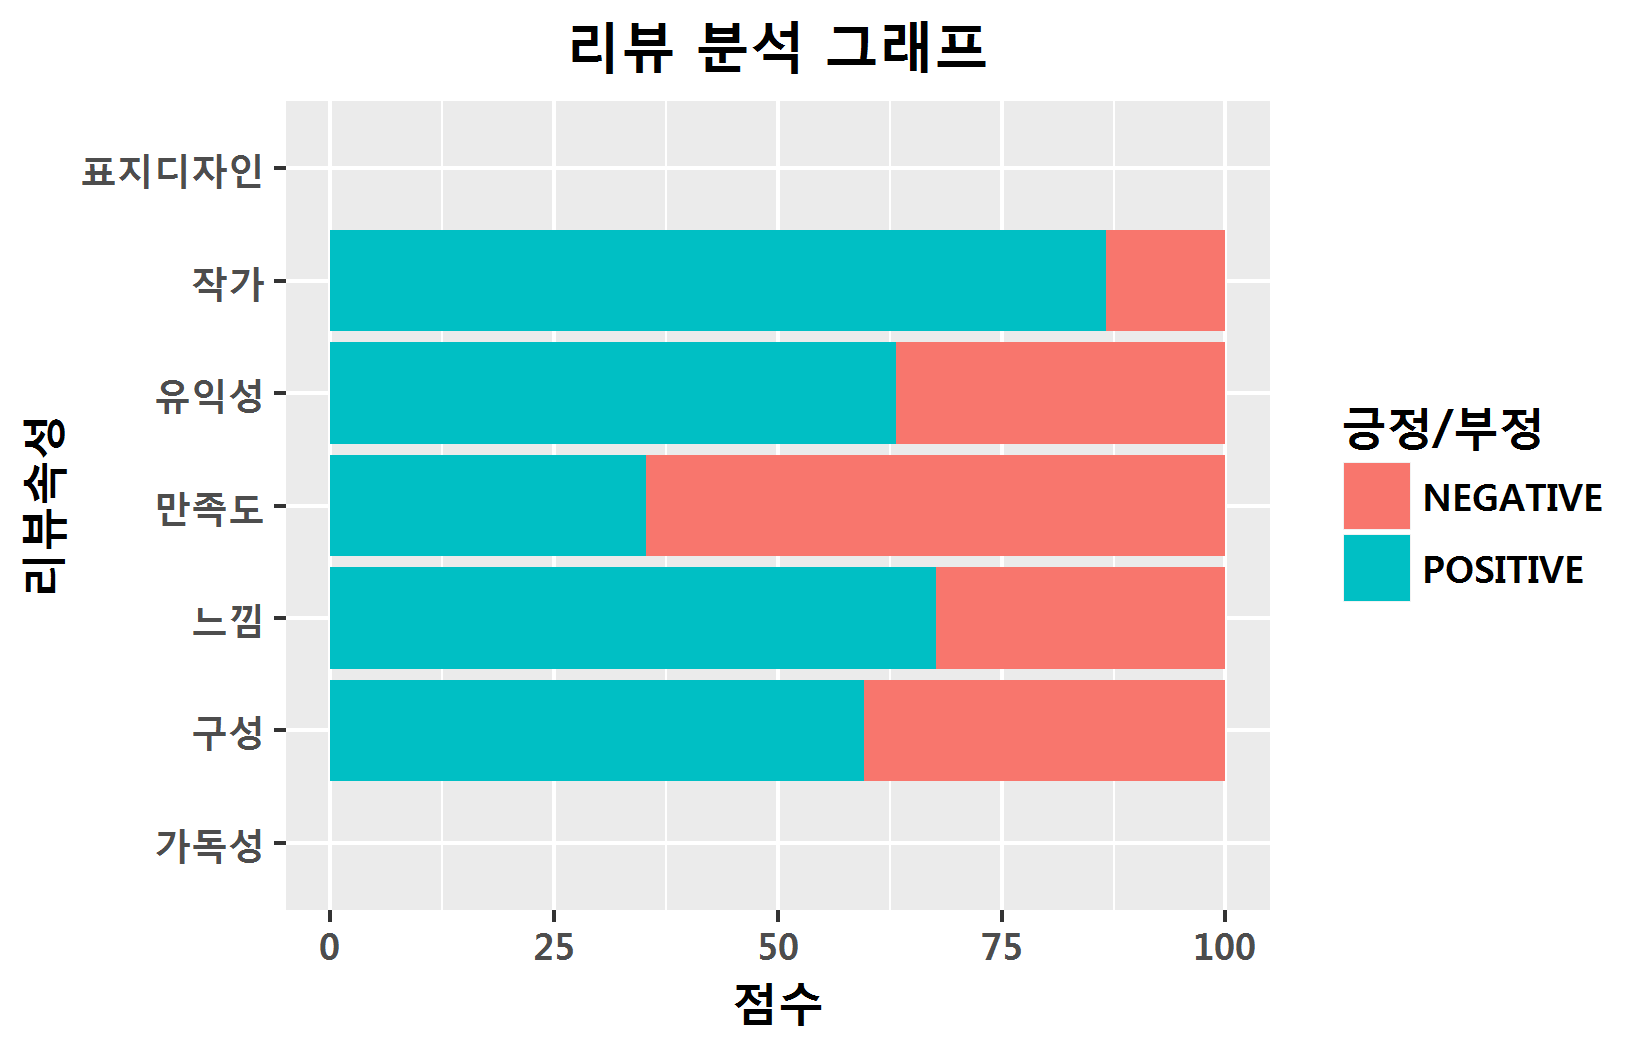 리뷰 분석 그래프
리뷰속성
표지디자인
작가
유익성
만족도
느낌
구성
가독성
0 25 50 75 100
점수
긍정/부정
NEGATIVE
POSITIVE